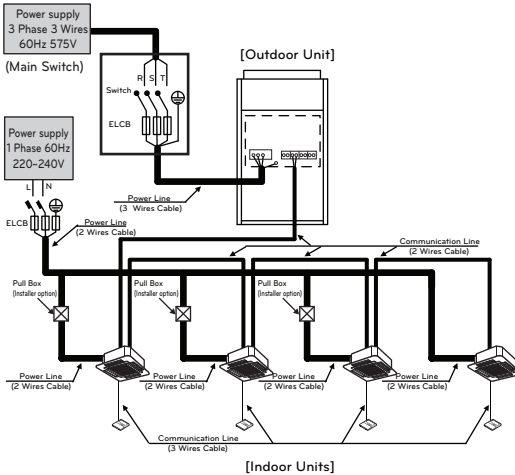 Power supply
3 Phase 3 Wires
60Hz 575V
(Main Switch)
R S T
Switch
ELCB
[Outdoor Unit]
Power supply
1 Phase 60Hz
220-240V
L N
ELCB
Power Line
(2 Wires Cable)
Power Line
(3 Wires Cable)
Communication Line
(2 Wires Cable)
Pull Box
(Installer option)
Pull Box
(Installer option)
Pull Box
(Installer option)
Power Line
(2 Wires Cable)
Power Line
(2 Wires Cable)
Power Line
(2 Wires Cable)
Power Line
(2 Wires Cable)
Communication Line
(3 Wires Cable)
[Indoor Units]